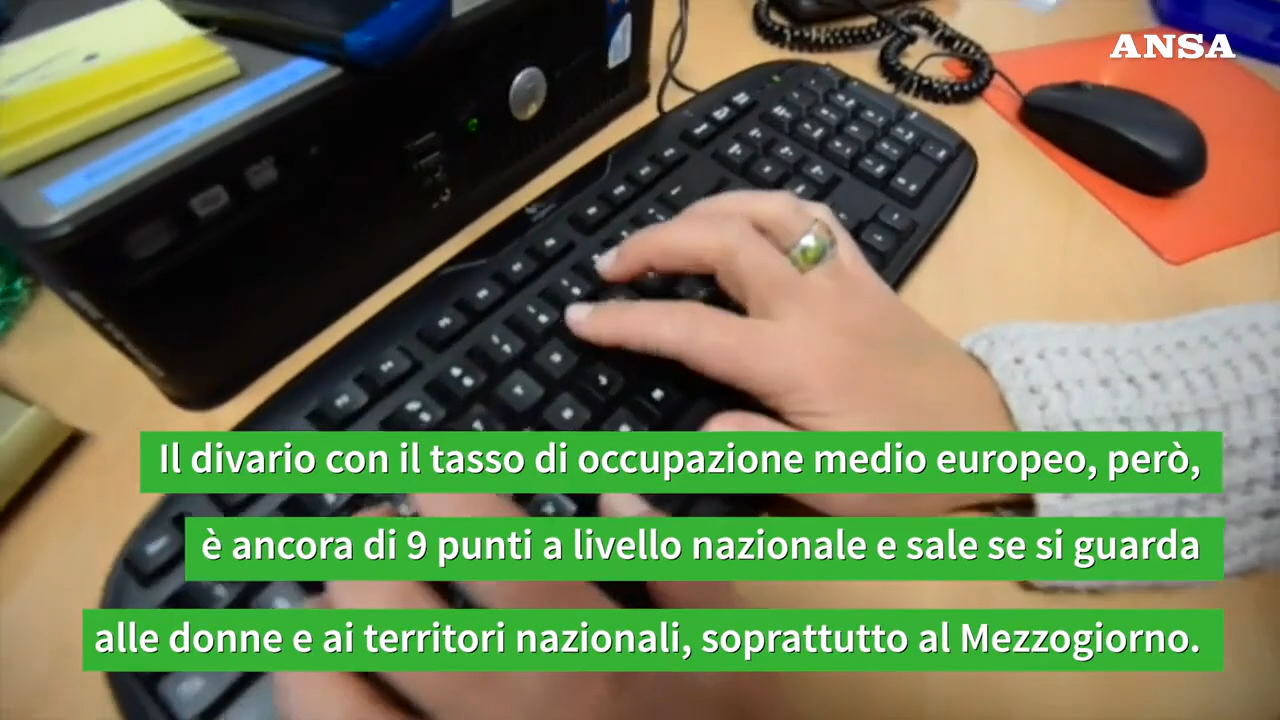 ANSA
Il divario con il tasso di occupazione medio europeo, però,
è ancora di 9 punti a livello nazionale e sale se si guarda
alle donne e ai territori nazionali, soprattutto al Mezzogiorno.